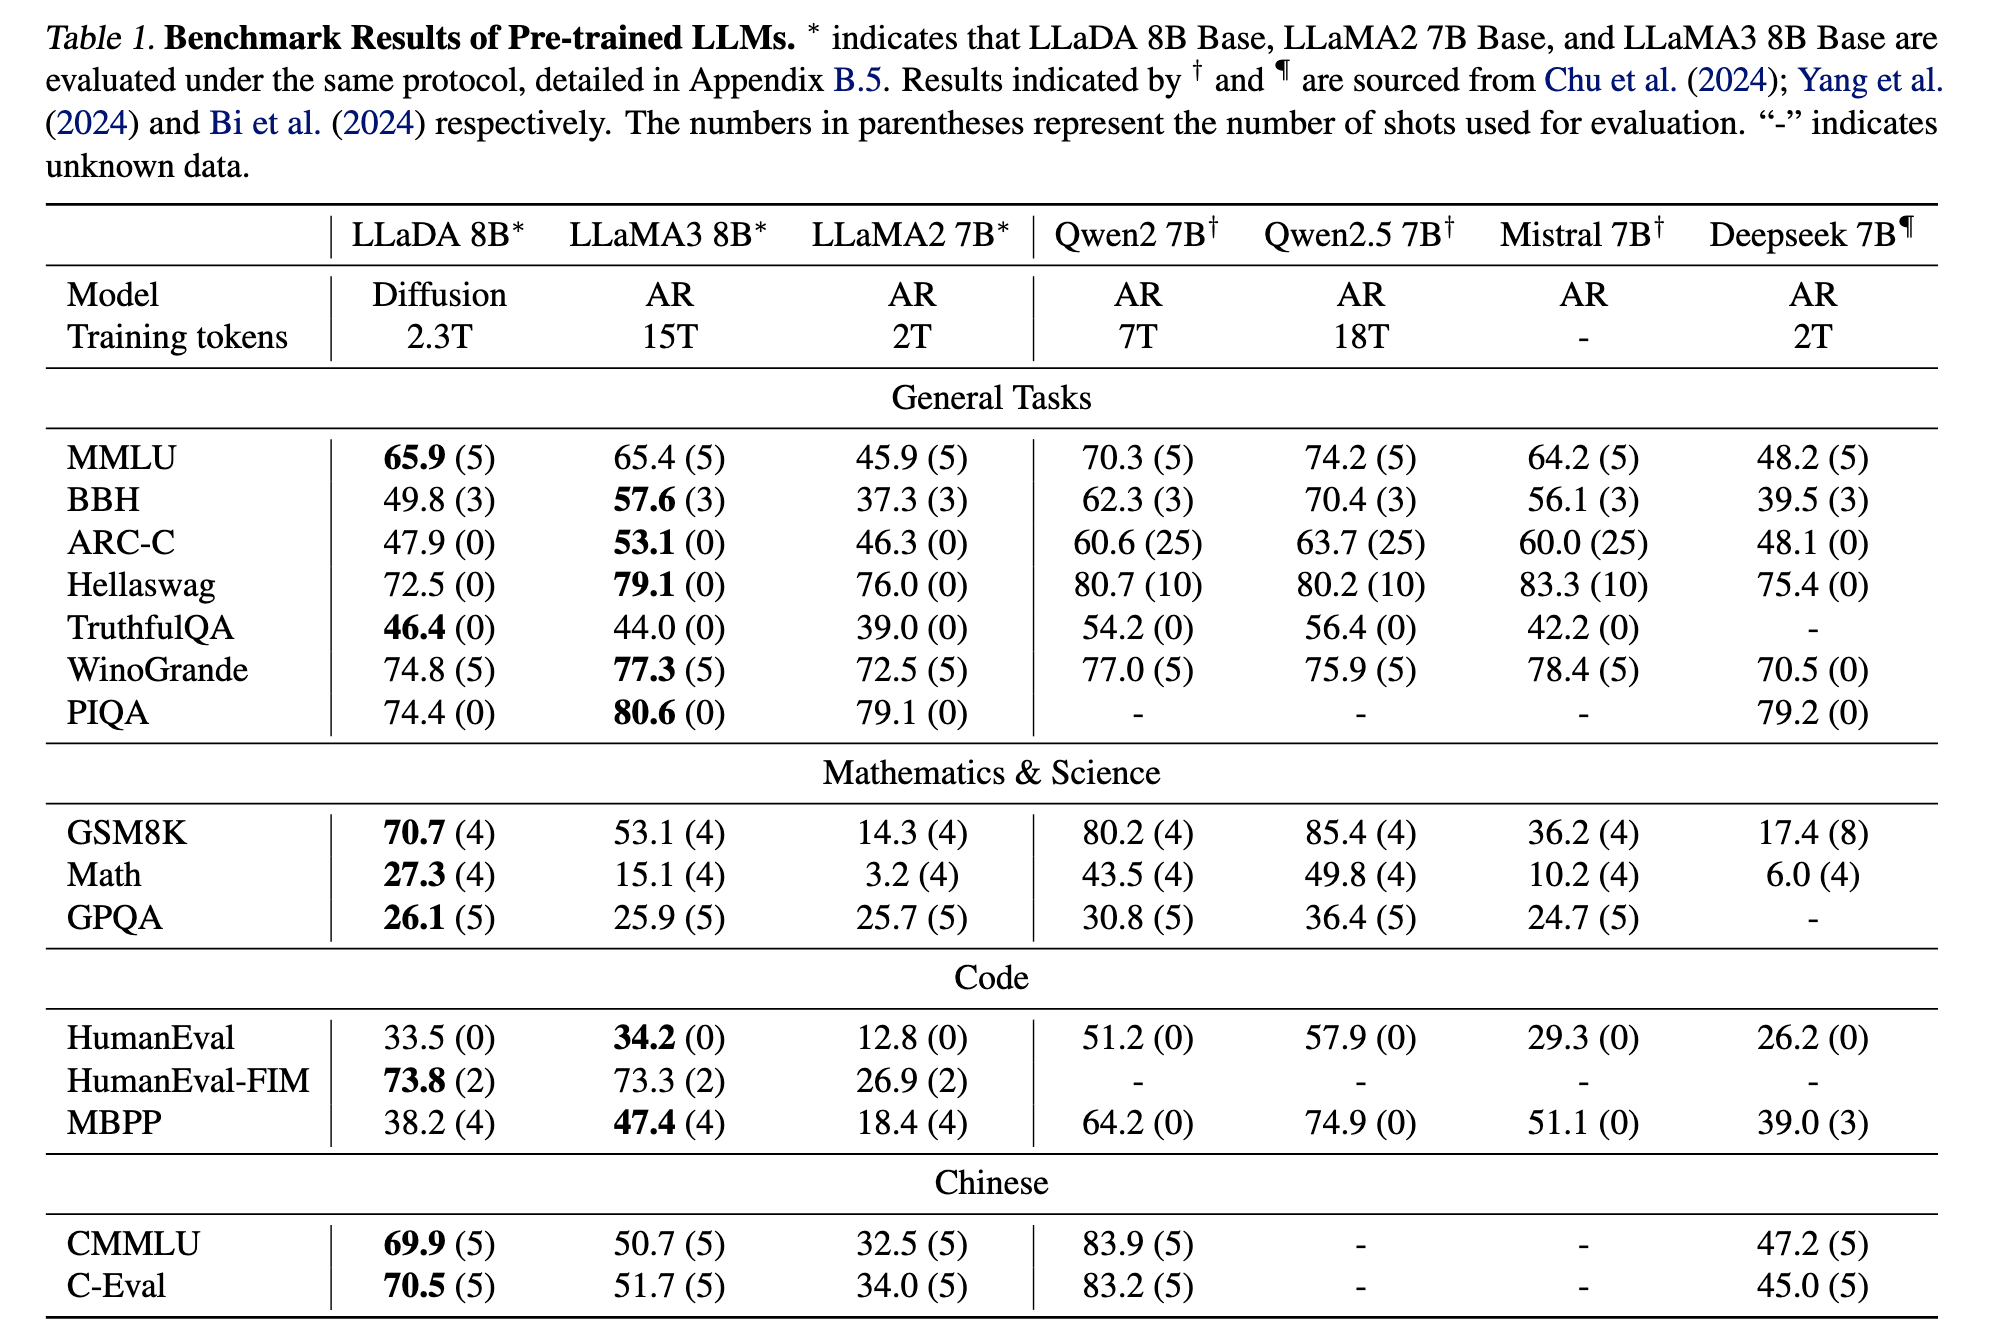 Table 1. Benchmark Results of Pre-trained LLMs. * indicates that LLaDA 8B Base, LLaMA2 7B Base, and LLaMA3 8B Base are
evaluated under the same protocol, detailed in Appendix B.5. Results indicated by † and ¶ are sourced from Chu et al. (2024); Yang et al.
(2024) and Bi et al. (2024) respectively. The numbers in parentheses represent the number of shots used for evaluation. “-” indicates
unknown data.
LLaDA 8B* LLaMA3 8B* LLaMA2 7B* Qwen2 7B† Qwen2.5 7B† Mistral 7B† Deepseek 7B¶
Model Diffusion AR AR AR AR AR AR
Training tokens 2.3T 15T 2T 7T 18T - 2T
General Tasks
MMLU 65.9 (5) 65.4 (5) 45.9 (5) 70.3 (5) 74.2 (5) 64.2 (5) 48.2 (5)
BBH 49.8 (3) 57.6 (3) 37.3 (3) 62.3 (3) 70.4 (3) 56.1 (3) 39.5 (3)
ARC-C 47.9 (0) 53.1 (0) 46.3 (0) 60.6 (25) 63.7 (25) 60.0 (25) 48.1 (0)
Hellaswag 72.5 (0) 79.1 (0) 76.0 (0) 80.7 (10) 80.2 (10) 83.3 (10) 75.4 (0)
TruthfulQA 46.4 (0) 44.0 (0) 39.0 (0) 54.2 (0) 56.4 (0) 42.2 (0) -
WinoGrande 74.8 (5) 77.3 (5) 72.5 (5) 77.0 (5) 75.9 (5) 78.4 (5) 70.5 (0)
PIQA 74.4 (0) 80.6 (0) 79.1 (0) - - - 79.2 (0)
Mathematics & Science
GSM8K 70.7 (4) 53.1 (4) 14.3 (4) 80.2 (4) 85.4 (4) 36.2 (4) 17.4 (8)
Math 27.3 (4) 15.1 (4) 3.2 (4) 43.5 (4) 49.8 (4) 10.2 (4) 6.0 (4)
GPQA 26.1 (5) 25.9 (5) 25.7 (5) 30.8 (5) 36.4 (5) 24.7 (5) -
Code
HumanEval 33.5 (0) 34.2 (0) 12.8 (0) 51.2 (0) 57.9 (0) 29.3 (0) 26.2 (0)
HumanEval-FIM 73.8 (2) 73.3 (2) 26.9 (2) - - - -
MBPP 38.2 (4) 47.4 (4) 18.4 (4) 64.2 (0) 74.9 (0) 51.1 (0) 39.0 (3)
Chinese
CMMLU 69.9 (5) 50.7 (5) 32.5 (5) 83.9 (5) - - 47.2 (5)
C-Eval 70.5 (5) 51.7 (5) 34.0 (5) 83.2 (5) - - 45.0 (5)